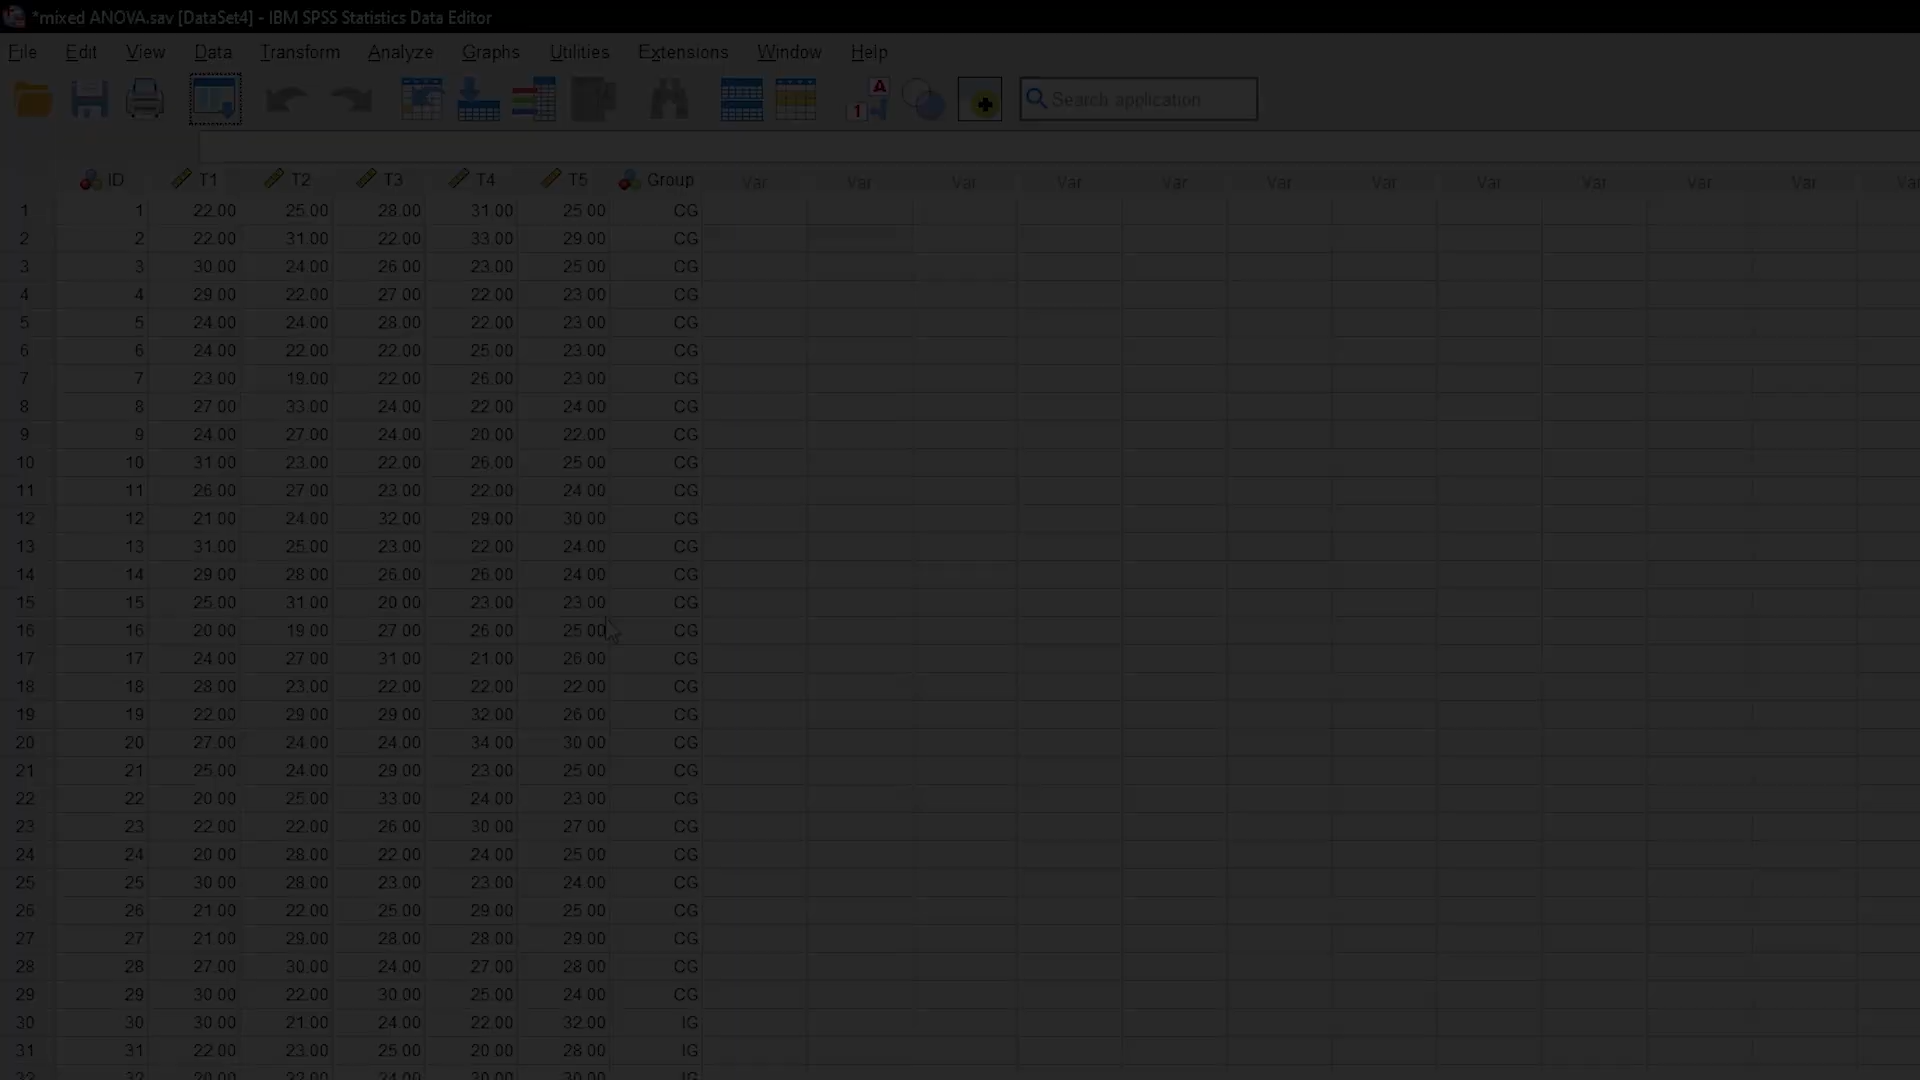 *mixed ANOVA.sav [DataSet4] - IBM SPSS Statistics Data Editor
File Edit View Data Transform Analyze Graphs Utilities Extensions Window Help
A 1 Search application
ID T1 T2 T3 T4 T5 Group Var Var Var Var Var Var Var Var Var Var Var Var
1 1 22.00 25.00 28.00 31.00 25.00 CG
2 2 22.00 31.00 22.00 33.00 29.00 CG
3 3 30.00 24.00 26.00 23.00 25.00 CG
4 4 29.00 22.00 27.00 22.00 23.00 CG
5 5 24.00 24.00 28.00 22.00 23.00 CG
6 6 24.00 22.00 22.00 25.00 23.00 CG
7 7 23.00 19.00 22.00 26.00 23.00 CG
8 8 27.00 33.00 24.00 22.00 24.00 CG
9 9 24.00 27.00 24.00 20.00 22.00 CG
10 10 31.00 23.00 22.00 26.00 25.00 CG
11 11 26.00 27.00 23.00 22.00 24.00 CG
12 12 21.00 24.00 32.00 29.00 30.00 CG
13 13 31.00 25.00 23.00 22.00 24.00 CG
14 14 29.00 28.00 26.00 26.00 24.00 CG
15 15 25.00 31.00 20.00 23.00 23.00 CG
16 16 20.00 19.00 27.00 26.00 25.00 CG
17 17 24.00 27.00 31.00 21.00 26.00 CG
18 18 28.00 23.00 22.00 22.00 22.00 CG
19 19 22.00 29.00 29.00 32.00 26.00 CG
20 20 27.00 24.00 24.00 34.00 30.00 CG
21 21 25.00 24.00 29.00 23.00 25.00 CG
22 22 20.00 25.00 33.00 24.00 23.00 CG
23 23 22.00 22.00 26.00 30.00 27.00 CG
24 24 20.00 28.00 22.00 24.00 25.00 CG
25 25 30.00 28.00 23.00 23.00 24.00 CG
26 26 21.00 22.00 25.00 29.00 25.00 CG
27 27 21.00 29.00 28.00 28.00 29.00 CG
28 28 27.00 30.00 24.00 27.00 28.00 CG
29 29 30.00 22.00 30.00 25.00 24.00 CG
30 30 30.00 21.00 24.00 22.00 32.00 IG
31 31 22.00 23.00 25.00 20.00 28.00 IG